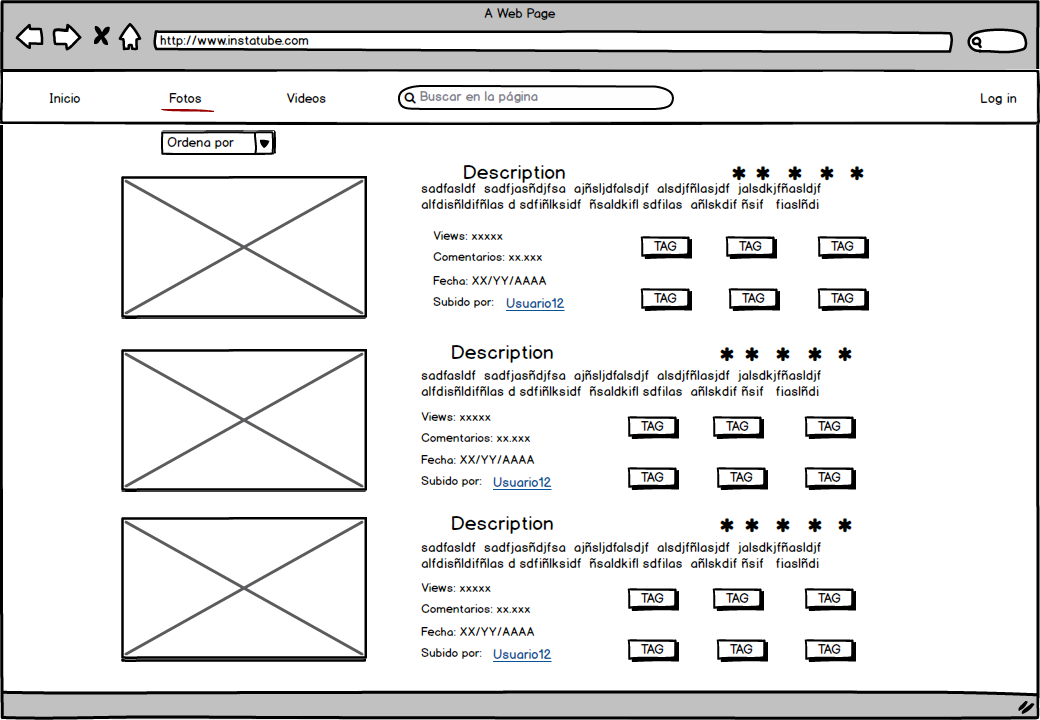 A Web Page
http://www.instatube.com
Inicio Fotos Videos Buscar en la página Log in
Ordena por
Description
sadfasldf sadfjasñdjfsa ajñsljdfalsdjf alsdjfñlasjdf jalsdkjfñasldjf
alfdisñldifñlas d sdfiñlksidf ñsaldkifl sdfilas añlskdif ñsif fiaslñdi
Views: xxxxx
TAG TAG TAG
Comentarios: xx.xxx
Fecha: XX/YY/AAAA
Subido por: Usuario12
TAG TAG TAG
Description
sadfasldf sadfjasñdjfsa ajñsljdfalsdjf alsdjfñlasjdf jalsdkjfñasldjf
alfdisñldifñlas d sdfiñlksidf ñsaldkifl sdfilas añlskdif ñsif fiaslñdi
Views: xxxxx
TAG TAG TAG
Comentarios: xx.xxx
Fecha: XX/YY/AAAA
Subido por: Usuario12
TAG TAG TAG
Description
sadfasldf sadfjasñdjfsa ajñsljdfalsdjf alsdjfñlasjdf jalsdkjfñasldjf
alfdisñldifñlas d sdfiñlksidf ñsaldkifl sdfilas añlskdif ñsif fiaslñdi
Views: xxxxx
TAG TAG TAG
Comentarios: xx.xxx
Fecha: XX/YY/AAAA
Subido por: Usuario12
TAG TAG TAG